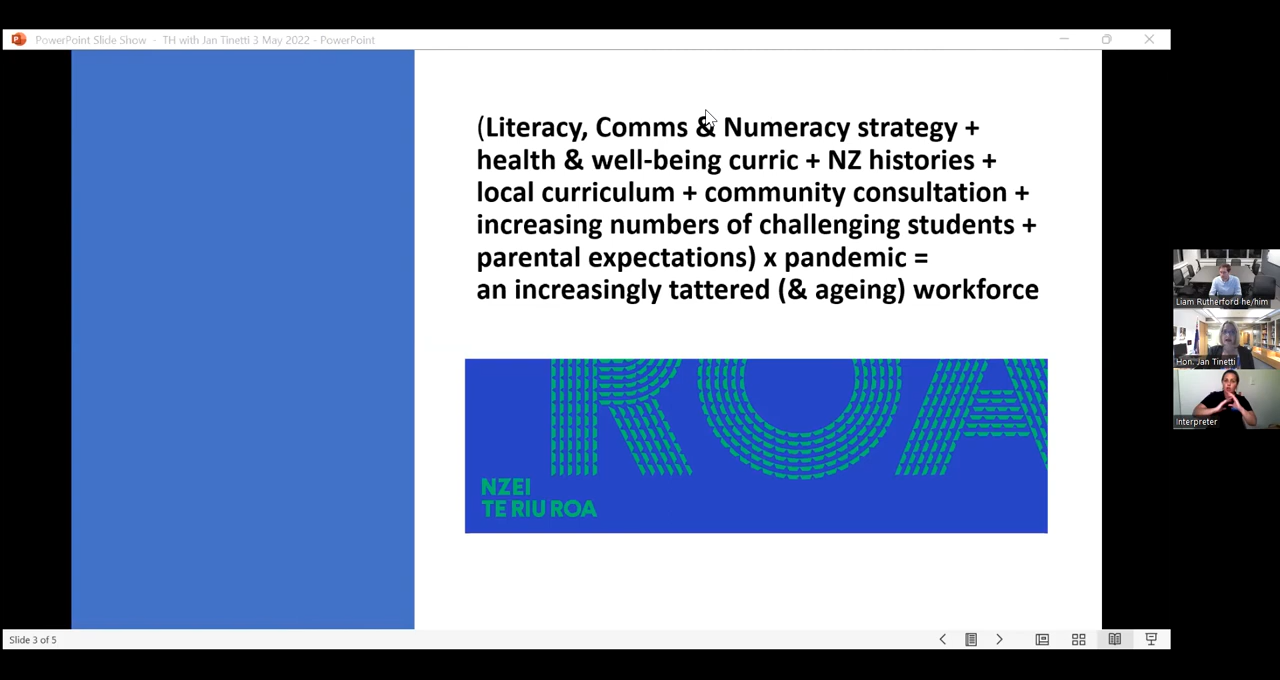 PowerPoint Slide Show - TH with Jan Tinetti 3 May 2022 - PowerPoint
(Literacy, Comms & Numeracy strategy +
health & well-being curric + NZ histories +
local curriculum + community consultation +
increasing numbers of challenging students +
parental expectations) x pandemic =
an increasingly tattered (& ageing) workforce
ROA
NZEI
TE RIU ROA
Liam Rutherford he/him
Hon. Jan Tinetti
Interpreter
Slide 3 of 5